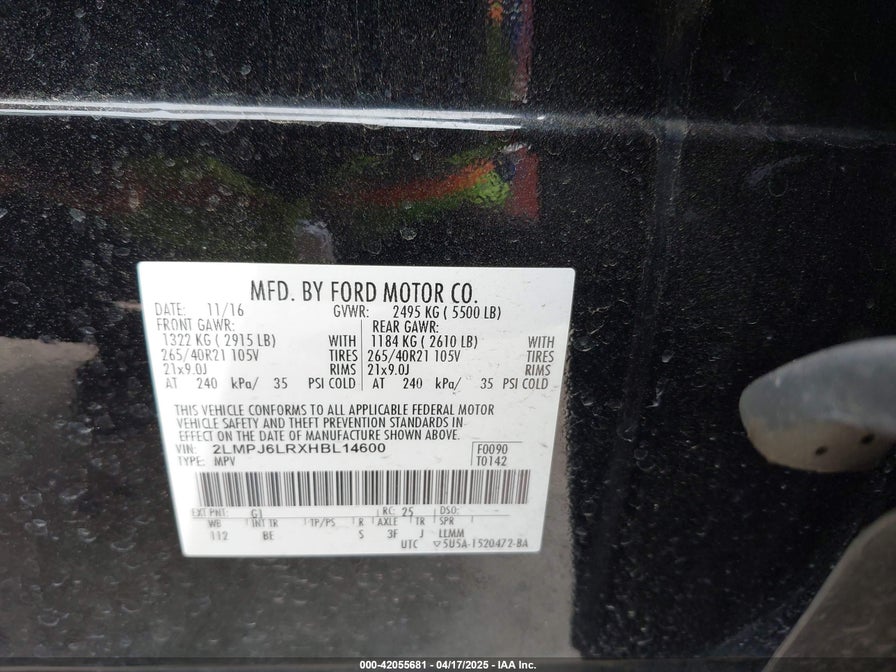 MFD. BY FORD MOTOR CO.
DATE: 11/16 GVWR: 2495 KG ( 5500 LB)
FRONT GAWR: REAR GAWR:
1322 KG ( 2915 LB) WITH 1184 KG ( 2610 LB) WITH
265/40R21 105V TIRES 265/40R21 105V TIRES
21x9.0J RIMS 21x9.0J RIMS
AT 240 kPa/ 35 PSI COLD AT 240 kPa/ 35 PSI COLD
THIS VEHICLE CONFORMS TO ALL APPLICABLE FEDERAL MOTOR
VEHICLE SAFETY AND THEFT PREVENTION STANDARDS IN
EFFECT ON THE DATE OF MANUFACTURE SHOWN ABOVE.
VIN: 2LMPJ6LRXHBL14600 F0090
TYPE: MPV T0142
EXT PNT: G1 RC: 25 DSO:
WB INT TR TP/PS R AXLE TR SPR
112 BE S 3F J LLMM
UTC ▽5U5A-1520472-BA
000-42055681 - 04/17/2025 - IAA Inc.